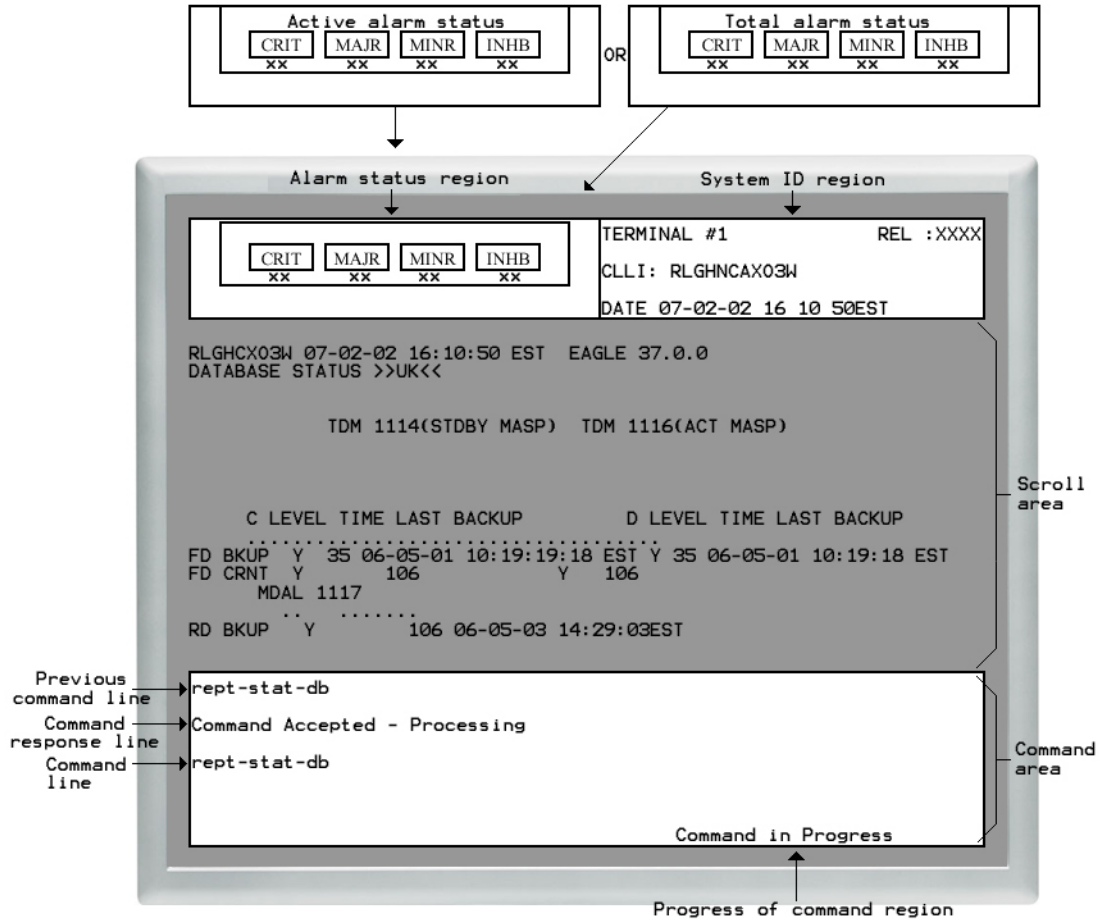 Active alarm status
CRIT MAJR MINR INHB
xx xx xx xx
OR
Total alarm status
CRIT MAJR MINR INHB
xx xx xx xx
Alarm status region
System ID region
CRIT MAJR MINR INHB
xx xx xx xx
TERMINAL #1 REL :XXXX
CLLI: RLGHNCAXO3W
DATE 07-02-02 16 10 50EST
RLGHCXO3W 07-02-02 16:10:50 EST EAGLE 37.0.0
DATABASE STATUS >>UK<<
TDM 1114(STDBY MASP) TDM 1116(ACT MASP)
Scroll
area
C LEVEL TIME LAST BACKUP D LEVEL TIME LAST BACKUP
....................................
FD BKUP Y 35 06-05-01 10:19:19:18 EST Y 35 06-05-01 10:19:18 EST
FD CRNT Y 106 Y 106
MDAL 1117
.. .......
RD BKUP Y 106 06-05-03 14:29:03EST
Previous
command line
rept-stat-db
Command
response line
Command Accepted - Processing
Command
line
rept-stat-db
Command
area
Command in Progress
Progress of command region